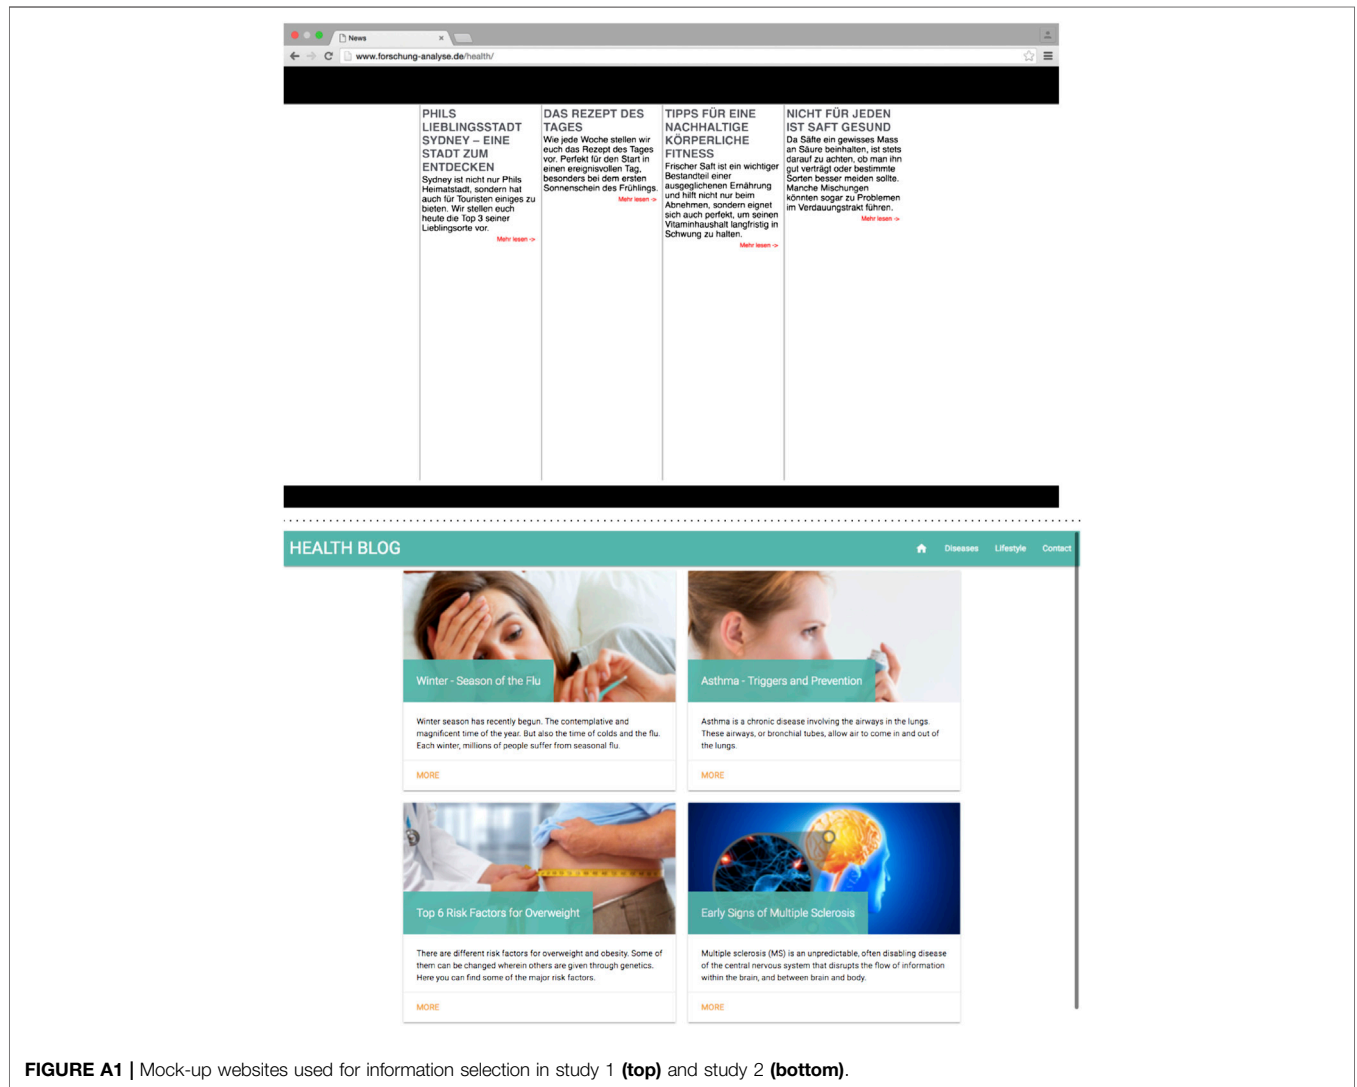 News
www.forschung-analyse.de/health/
PHILS
LIEBLINGSSTADT
SYDNEY – EINE
STADT ZUM
ENTDECKEN
Sydney ist nicht nur Phils
Heimatstadt, sondern hat
auch für Touristen einiges zu
bieten. Wir stellen euch
heute die Top 3 seiner
Lieblingsorte vor.
Mehr lesen ->
DAS REZEPT DES
TAGES
Wie jede Woche stellen wir
euch das Rezept des Tages
vor. Perfekt für den Start in
einen ereignisvollen Tag,
besonders bei dem ersten
Sonnenschein des Frühlings.
Mehr lesen ->
TIPPS FÜR EINE
NACHHALTIGE
KÖRPERLICHE
FITNESS
Frischer Saft ist ein wichtiger
Bestandteil einer
ausgeglichenen Ernährung
und hilft nicht nur beim
Abnehmen, sondern eignet
sich auch perfekt, um seinen
Vitaminhaushalt langfristig in
Schwung zu halten.
Mehr lesen ->
NICHT FÜR JEDEN
IST SAFT GESUND
Da Säfte ein gewisses Mass
an Säure beinhalten, ist stets
darauf zu achten, ob man ihn
gut verträgt oder bestimmte
Sorten besser meiden sollte.
Manche Mischungen
könnten sogar zu Problemen
im Verdauungstrakt führen.
Mehr lesen ->
HEALTH BLOG
Diseases Lifestyle Contact
Winter - Season of the Flu
Winter season has recently begun. The contemplative and
magnificent time of the year. But also the time of colds and the flu.
Each winter, millions of people suffer from seasonal flu.
MORE
Asthma - Triggers and Prevention
Asthma is a chronic disease involving the airways in the lungs.
These airways, or bronchial tubes, allow air to come in and out of
the lungs.
MORE
Top 6 Risk Factors for Overweight
There are different risk factors for overweight and obesity. Some of
them can be changed wherein others are given through genetics.
Here you can find some of the major risk factors.
MORE
Early Signs of Multiple Sclerosis
Multiple sclerosis (MS) is an unpredictable, often disabling disease
of the central nervous system that disrupts the flow of information
within the brain, and between brain and body.
MORE
FIGURE A1 | Mock-up websites used for information selection in study 1 (top) and study 2 (bottom).